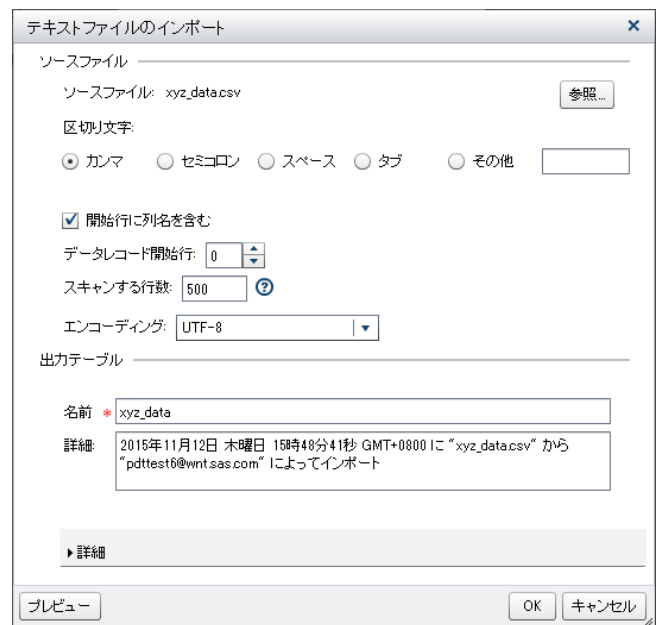 テキストファイルのインポート
ソースファイル
ソースファイル: xyz_data.csv 参照...
区切り文字:
カンマ セミコロン スペース タブ その他
開始行に列名を含む
データレコード開始行: 0
スキャンする行数: 500
エンコーディング: UTF-8
出力テーブル
名前 * xyz_data
詳細: 2015年11月12日 木曜日 15時48分41秒 GMT+0800 に "xyz_data.csv" から
"pdttest6@wnt.sas.com" によってインポート
詳細
プレビュー OK キャンセル